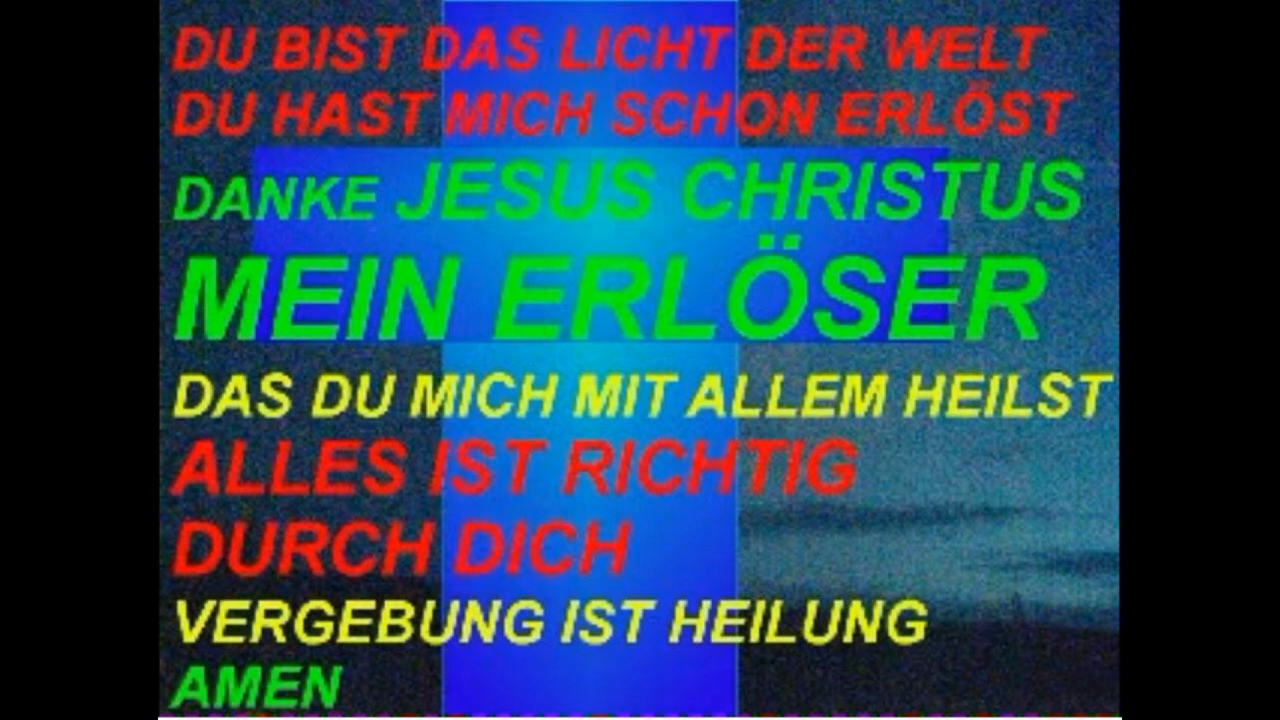 DU BIST DAS LICHT DER WELT
DU HAST MICH SCHON ERLÖST
DANKE JESUS CHRISTUS
MEIN ERLÖSER
DAS DU MICH MIT ALLEM HEILST
ALLES IST RICHTIG
DURCH DICH
VERGEBUNG IST HEILUNG
AMEN